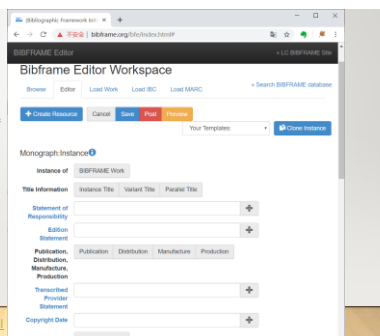 (Bibliographic Framework Initi
不安全 | bibframe.org/bfe/index.html#
BIBFRAME Editor
» LC BIBFRAME Site
Bibframe Editor Workspace
Browse Editor Load Work Load IBC Load MARC
» Search BIBFRAME database
+ Create Resource Cancel Save Post Preview
Your Templates:
Clone Instance
Monograph:Instance
Instance of BIBFRAME Work
Title Information Instance Title Variant Title Parallel Title
Statement of
Responsibility
Edition
Statement
Publication, Publication Distribution Manufacture Production
Distribution,
Manufacture,
Production
Transcribed
Provider
Statement
Copyright Date